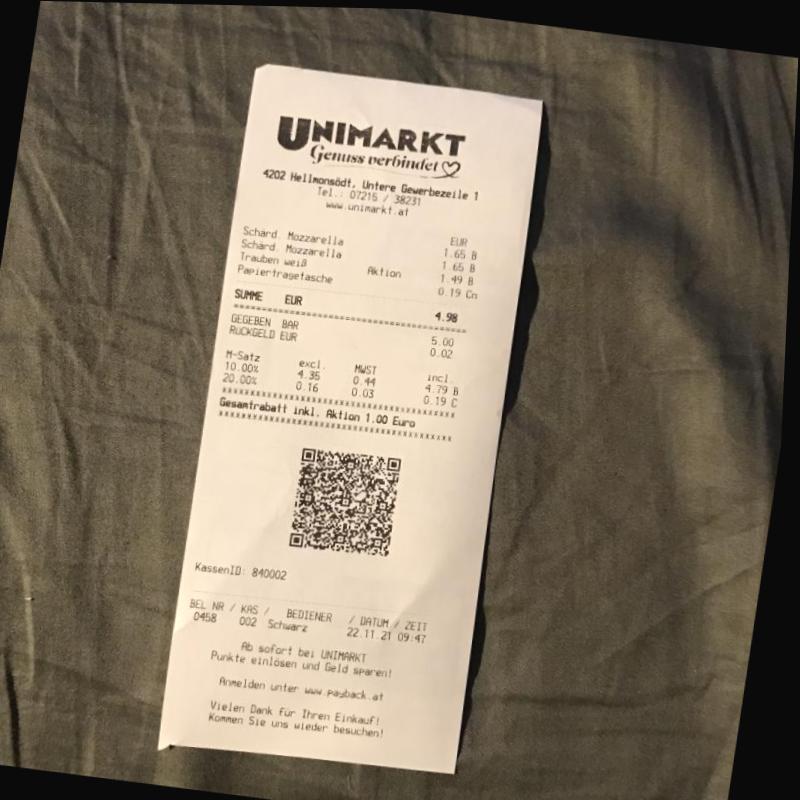 UNIMARKT
Genuss verbindet
4202 Hellmonsödt, Untere Gewerbezeile 1
Tel.: 07215 / 38231
www.unimarkt.at
EUR
Schärd. Mozzarella 1.65 B
Schärd. Mozzarella 1.65 B
Trauben weiß Aktion 1.49 B
Papiertragetasche 0.19 Cn
SUMME EUR 4.98
GEGEBEN BAR 5.00
RÜCKGELD EUR 0.02
M-Satz excl. MWST incl.
10.00% 4.35 0.44 4.79 B
20.00% 0.16 0.03 0.19 C
Gesamtrabatt inkl. Aktion 1.00 Euro
KassenID: 840002
BEL NR / KAS / BEDIENER / DATUM / ZEIT
0458 002 Schwarz 22.11.21 09:47
Ab sofort bei UNIMARKT
Punkte einlösen und Geld sparen!
Anmelden unter www.payback.at
Vielen Dank für Ihren Einkauf!
Kommen Sie uns wieder besuchen!